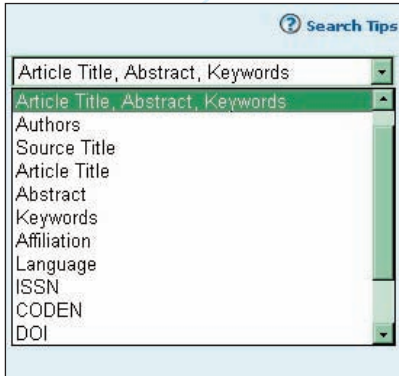 Search Tips
Article Title, Abstract, Keywords
Article Title, Abstract, Keywords
Authors
Source Title
Article Title
Abstract
Keywords
Affiliation
Language
ISSN
CODEN
DOI